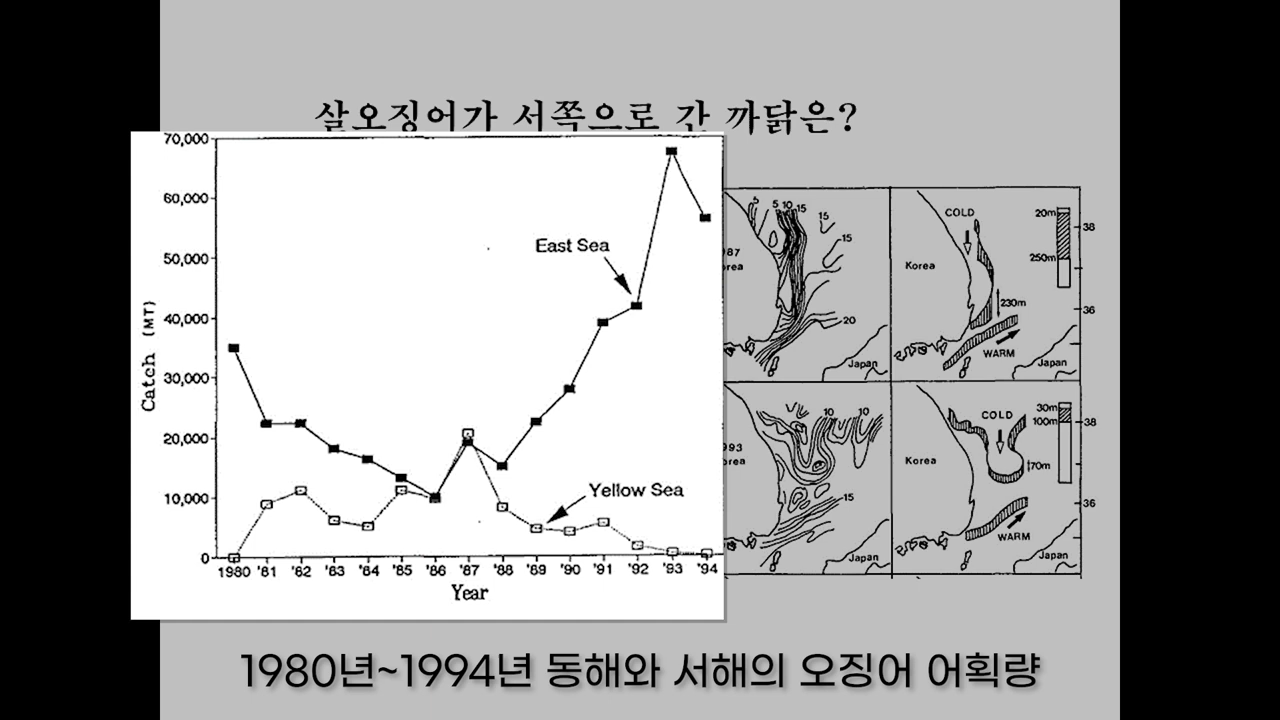 살오징어가 서쪽으로 간 까닭은?
70,000
60,000
50,000
40,000
30,000
20,000
10,000
0
Catch (MT)
East Sea
Yellow Sea
1980 '81 '82 '83 '84 '85 '86 '87 '88 '89 '90 '91 '92 '93 '94
Year
5 5 10 15 15
15
20
Japan
COLD
Korea
230m
WARM
Japan
20m
250m
38
36
10 10
15
Japan
COLD
Korea
70m
WARM
Japan
30m
100m
38
36
1980년~1994년 동해와 서해의 오징어 어획량